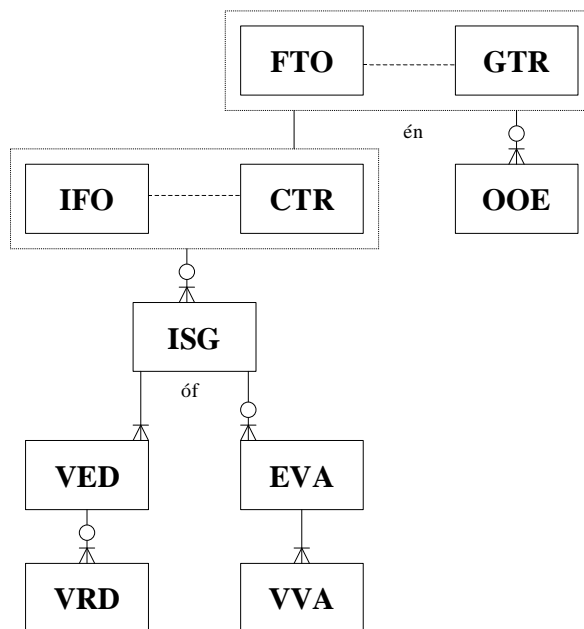 FTO GTR
én
IFO CTR OOE
ISG
óf
VED EVA
VRD VVA